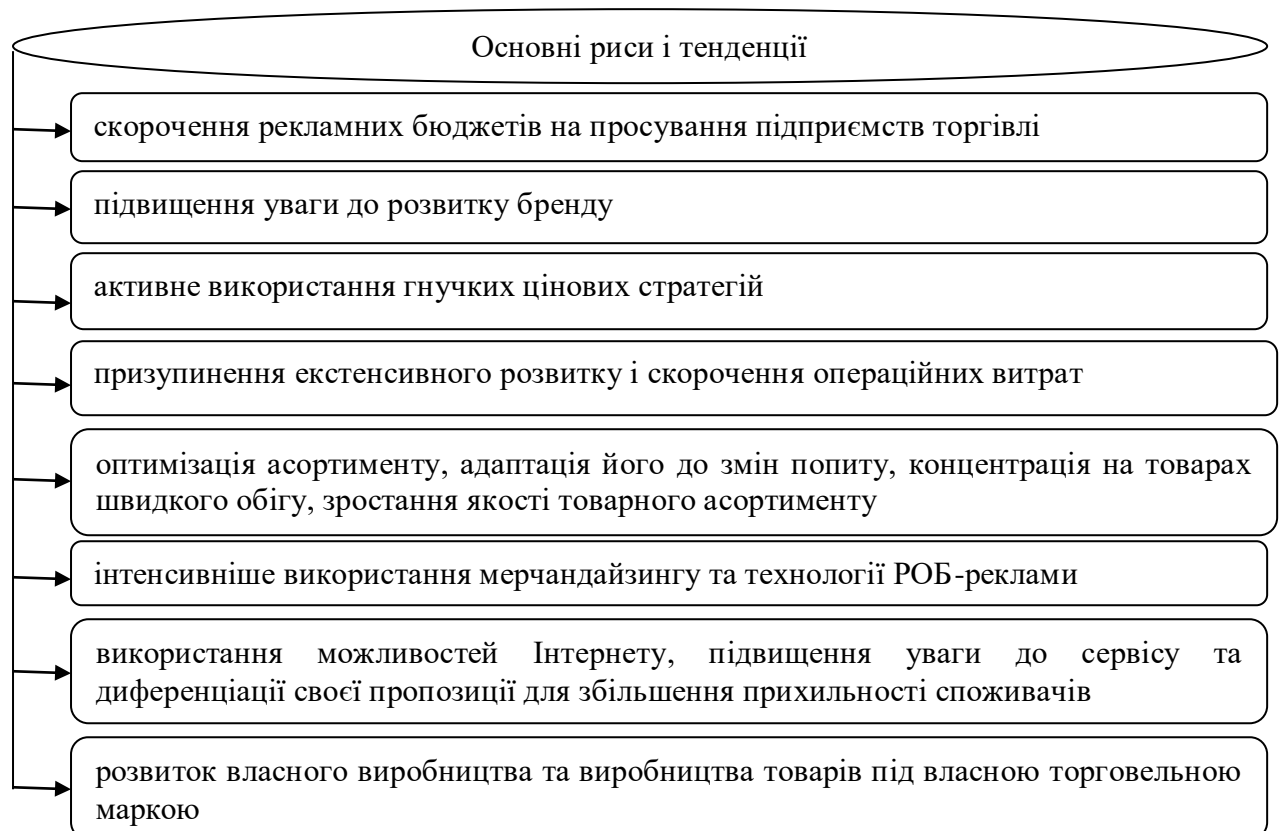 Основні риси і тенденції
скорочення рекламних бюджетів на просування підприємств торгівлі
підвищення уваги до розвитку бренду
активне використання гнучких цінових стратегій
призупинення екстенсивного розвитку і скорочення операційних витрат
оптимізація асортименту, адаптація його до змін попиту, концентрація на товарах
швидкого обігу, зростання якості товарного асортименту
інтенсивніше використання мерчандайзингу та технології РОБ-реклами
використання можливостей Інтернету, підвищення уваги до сервісу та
диференціації своєї пропозиції для збільшення прихильності споживачів
розвиток власного виробництва та виробництва товарів під власною торговельною
маркою